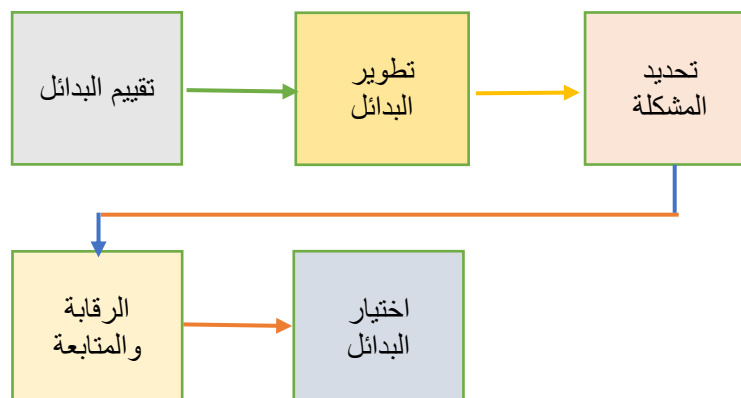 تحديد
المشكلة
تطوير
البدائل
تقييم البدائل
اختيار
البدائل
الرقابة
والمتابعة